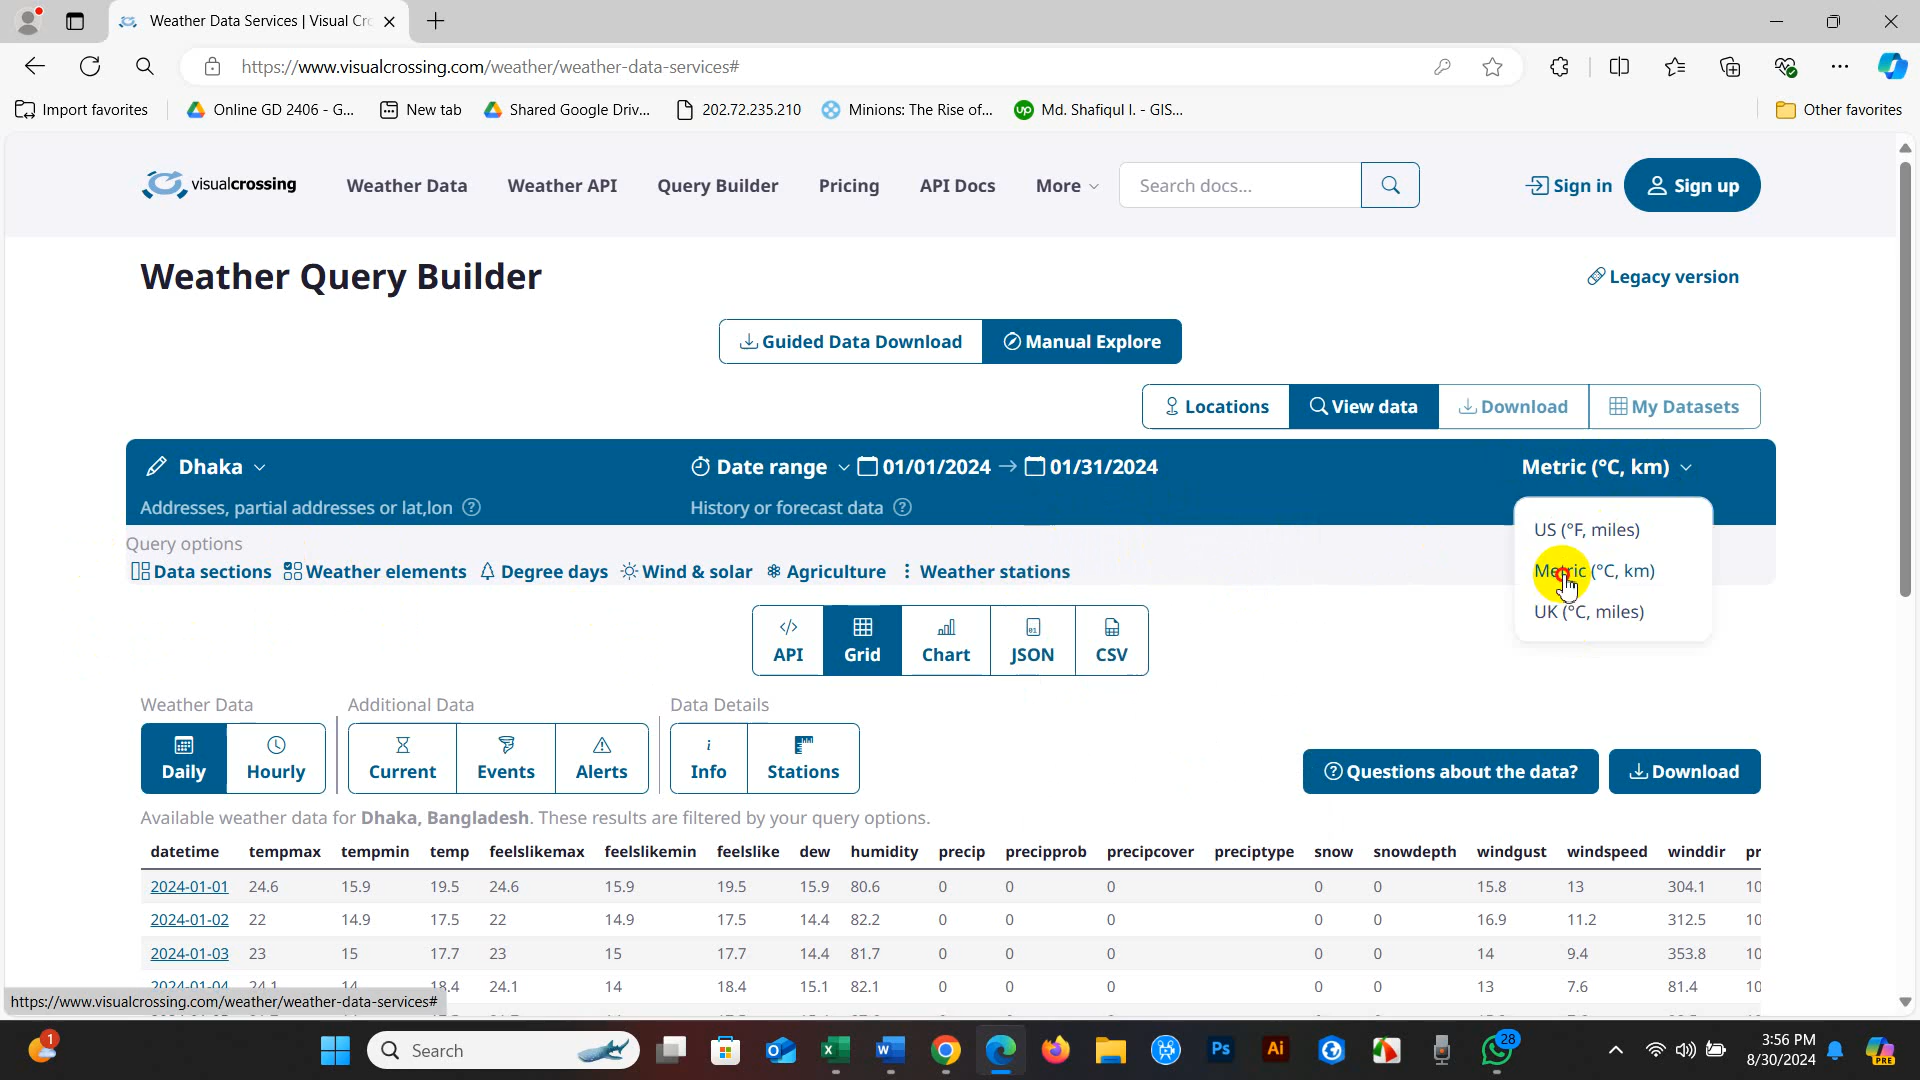 Weather Data Services | Visual Cr
https://www.visualcrossing.com/weather/weather-data-services#
Import favorites
Online GD 2406 - G...
New tab
Shared Google Driv...
202.72.235.210
Minions: The Rise of...
Md. Shafiqul I. - GIS...
Other favorites
visualcrossing
Weather Data
Weather API
Query Builder
Pricing
API Docs
More
Search docs...
Sign in
Sign up
Weather Query Builder
Legacy version
Guided Data Download
Manual Explore
Locations
View data
Download
My Datasets
Dhaka
Date range
01/01/2024
01/31/2024
Metric (°C, km)
Addresses, partial addresses or lat,lon
History or forecast data
US (°F, miles)
Metric (°C, km)
UK (°C, miles)
Query options
Data sections
Weather elements
Degree days
Wind & solar
Agriculture
Weather stations
API
Grid
Chart
JSON
CSV
Weather Data
Additional Data
Data Details
Daily
Hourly
Current
Events
Alerts
Info
Stations
Questions about the data?
Download
Available weather data for Dhaka, Bangladesh. These results are filtered by your query options.
datetime tempmax tempmin temp feelslikemax feelslikemin feelslike dew humidity precip precipprob precipcover preciptype snow snowdepth windgust windspeed winddir pr
2024-01-01 24.6 15.9 19.5 24.6 15.9 19.5 15.9 80.6 0 0 0 0 0 15.8 13 304.1 10
2024-01-02 22 14.9 17.5 22 14.9 17.5 14.4 82.2 0 0 0 0 0 16.9 11.2 312.5 10
2024-01-03 23 15 17.7 23 15 17.7 14.4 81.7 0 0 0 0 0 14 9.4 353.8 10
2024-01-04 24.1 14 18.4 24.1 14 18.4 15.1 82.1 0 0 0 0 0 13 7.6 81.4 10
https://www.visualcrossing.com/weather/weather-data-services#
1
Search
Ps
Ai
28
3:56 PM
8/30/2024
PRE